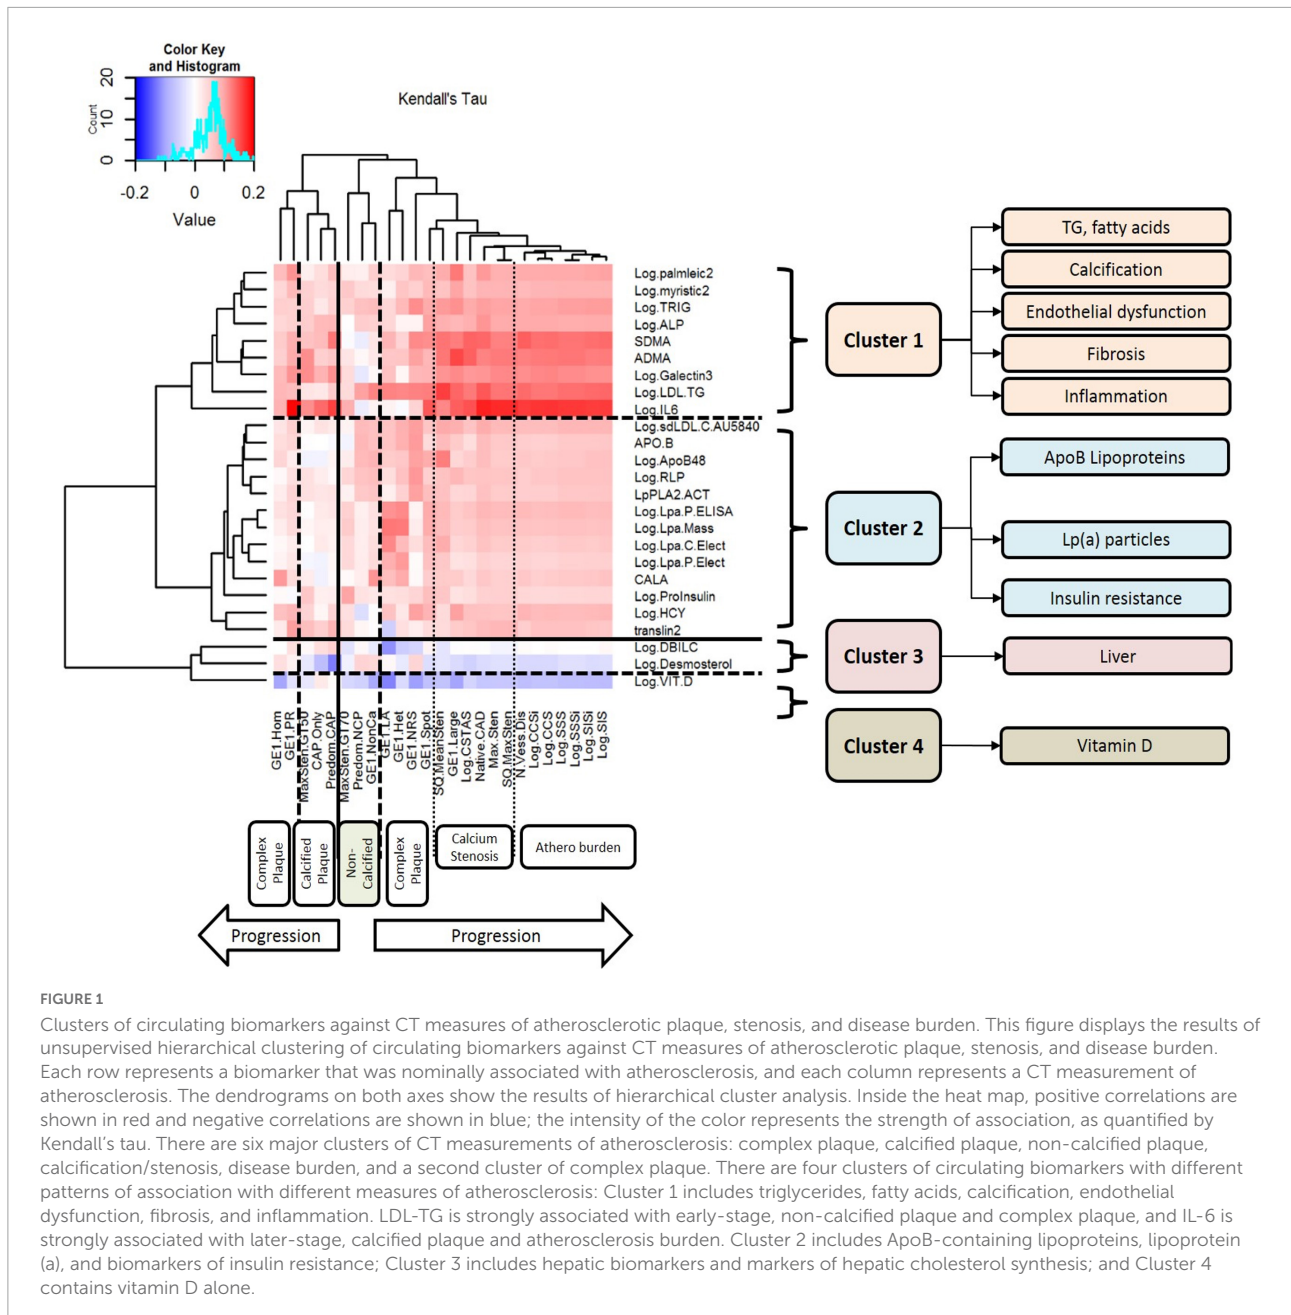 Color Key
and Histogram
20
10
0
Count
-0.2
0
0.2
Value
Kendall's Tau
Log.palmleic2
Log.myristic2
Log.TRIG
Log.ALP
SDMA
ADMA
Log.Galectin3
Log.LDL.TG
Log.IL6
Log.sdLDL.C.AU5840
APO.B
Log.ApoB48
Log.RLP
LpPLA2.ACT
Log.Lpa.P.ELISA
Log.Lpa.Mass
Log.Lpa.C.Elect
Log.Lpa.P.Elect
CALA
Log.ProInsulin
Log.HCY
translin2
Log.DBILC
Log.Desmosterol
Log.VIT.D
Cluster 1
TG, fatty acids
Calcification
Endothelial dysfunction
Fibrosis
Inflammation
Cluster 2
ApoB Lipoproteins
Lp(a) particles
Insulin resistance
Cluster 3
Liver
Cluster 4
Vitamin D
GE1.Hom
GE1.PR
MaxSten.GT50
CAP.Only
Predom.CAP
MaxSten.GT70
Predom.NCP
GE1.NonCa
GE1.LA
GE1.Het
GE1.NRS
GE1.Spot
SQ.MeanSten
GE1.Large
Log.CSTAS
Native.CAD
Max.Sten
SQ.MaxSten
N.Vess.Dis
Log.CCSi
Log.CCS
Log.SSS
Log.SSSi
Log.SISi
Log.SIS
Complex
Plaque
Calcified
Plaque
Non-
Calcified
Complex
Plaque
Calcium
Stenosis
Athero burden
Progression
Progression
FIGURE 1
Clusters of circulating biomarkers against CT measures of atherosclerotic plaque, stenosis, and disease burden. This figure displays the results of
unsupervised hierarchical clustering of circulating biomarkers against CT measures of atherosclerotic plaque, stenosis, and disease burden.
Each row represents a biomarker that was nominally associated with atherosclerosis, and each column represents a CT measurement of
atherosclerosis. The dendrograms on both axes show the results of hierarchical cluster analysis. Inside the heat map, positive correlations are
shown in red and negative correlations are shown in blue; the intensity of the color represents the strength of association, as quantified by
Kendall's tau. There are six major clusters of CT measurements of atherosclerosis: complex plaque, calcified plaque, non-calcified plaque,
calcification/stenosis, disease burden, and a second cluster of complex plaque. There are four clusters of circulating biomarkers with different
patterns of association with different measures of atherosclerosis: Cluster 1 includes triglycerides, fatty acids, calcification, endothelial
dysfunction, fibrosis, and inflammation. LDL-TG is strongly associated with early-stage, non-calcified plaque and complex plaque, and IL-6 is
strongly associated with later-stage, calcified plaque and atherosclerosis burden. Cluster 2 includes ApoB-containing lipoproteins, lipoprotein
(a), and biomarkers of insulin resistance; Cluster 3 includes hepatic biomarkers and markers of hepatic cholesterol synthesis; and Cluster 4
contains vitamin D alone.